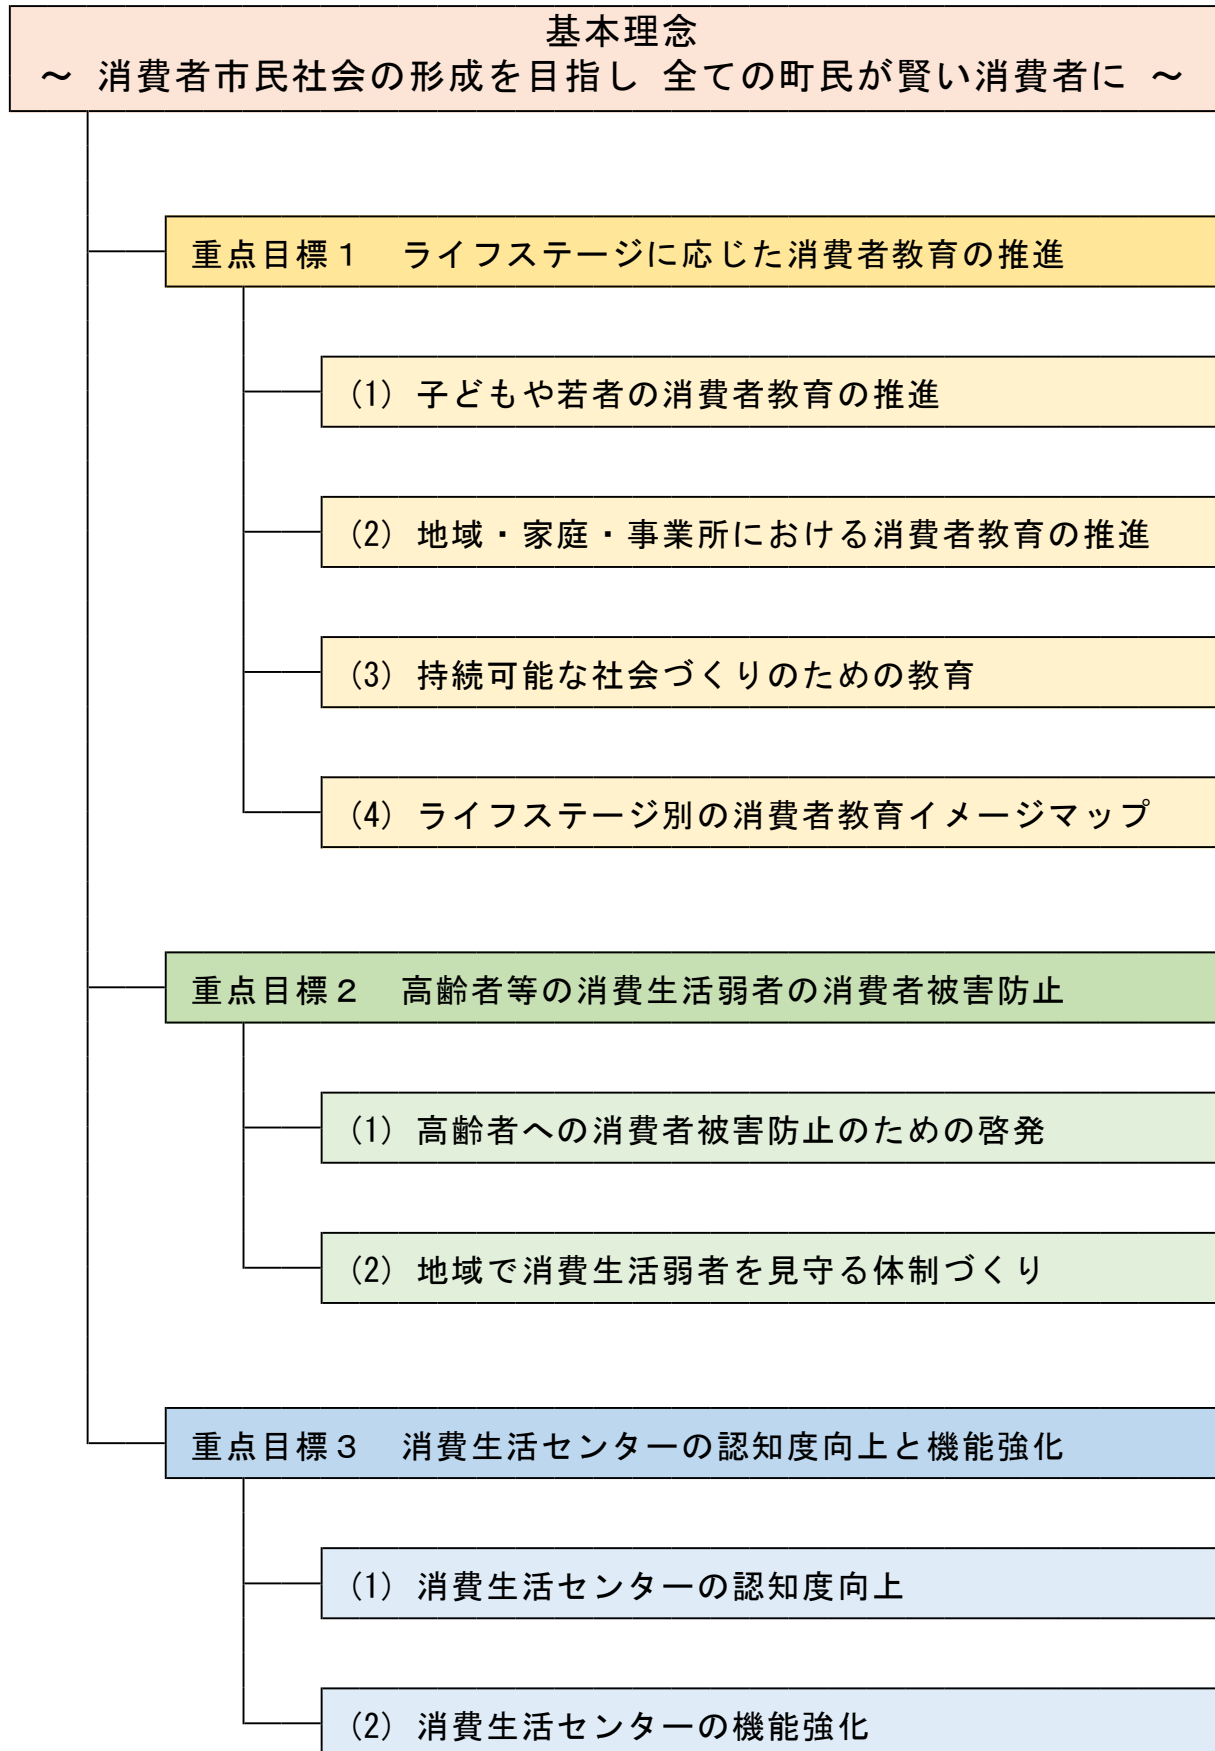 基本理念
～ 消費者市民社会の形成を目指し 全ての町民が賢い消費者に ～
重点目標１　ライフステージに応じた消費者教育の推進
(1) 子どもや若者の消費者教育の推進
(2) 地域・家庭・事業所における消費者教育の推進
(3) 持続可能な社会づくりのための教育
(4) ライフステージ別の消費者教育イメージマップ
重点目標２　高齢者等の消費生活弱者の消費者被害防止
(1) 高齢者への消費者被害防止のための啓発
(2) 地域で消費生活弱者を見守る体制づくり
重点目標３　消費生活センターの認知度向上と機能強化
(1) 消費生活センターの認知度向上
(2) 消費生活センターの機能強化